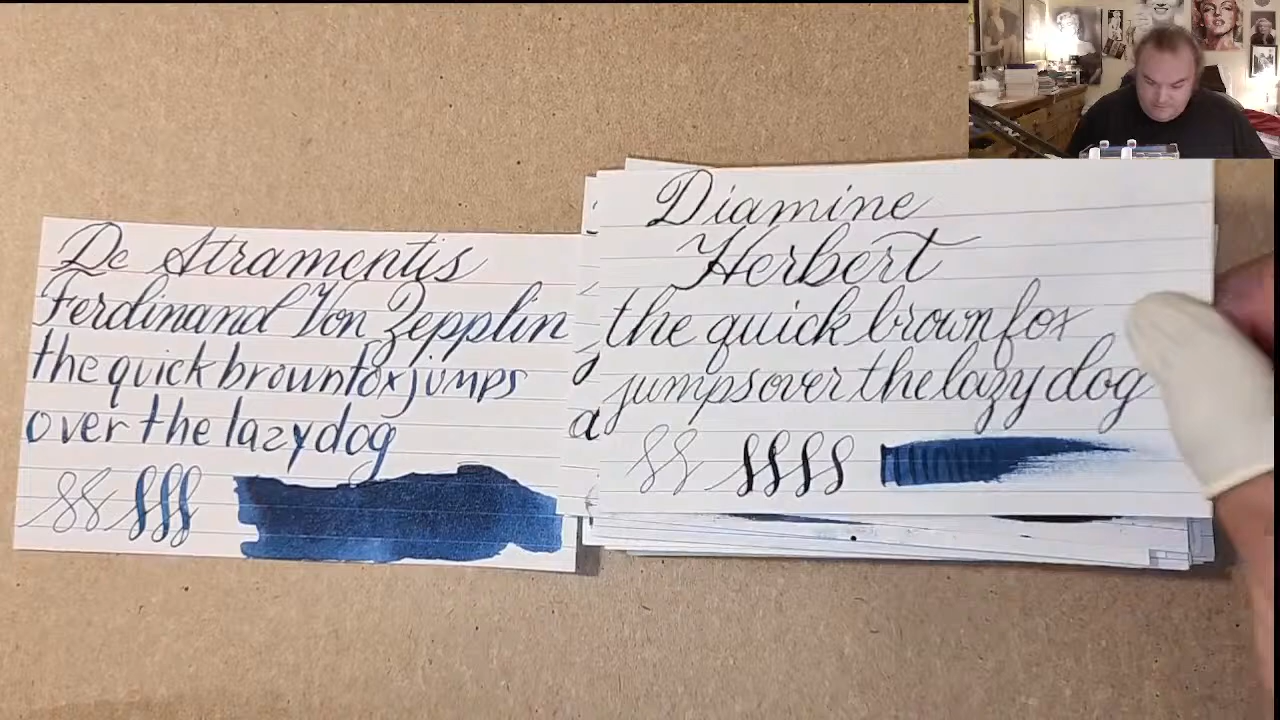 De Atramentis
Ferdinand Von Zepplin
the quick brown fox jumps
over the lazy dog
Diamine
Herbert
the quick brown fox
jumps over the lazy dog